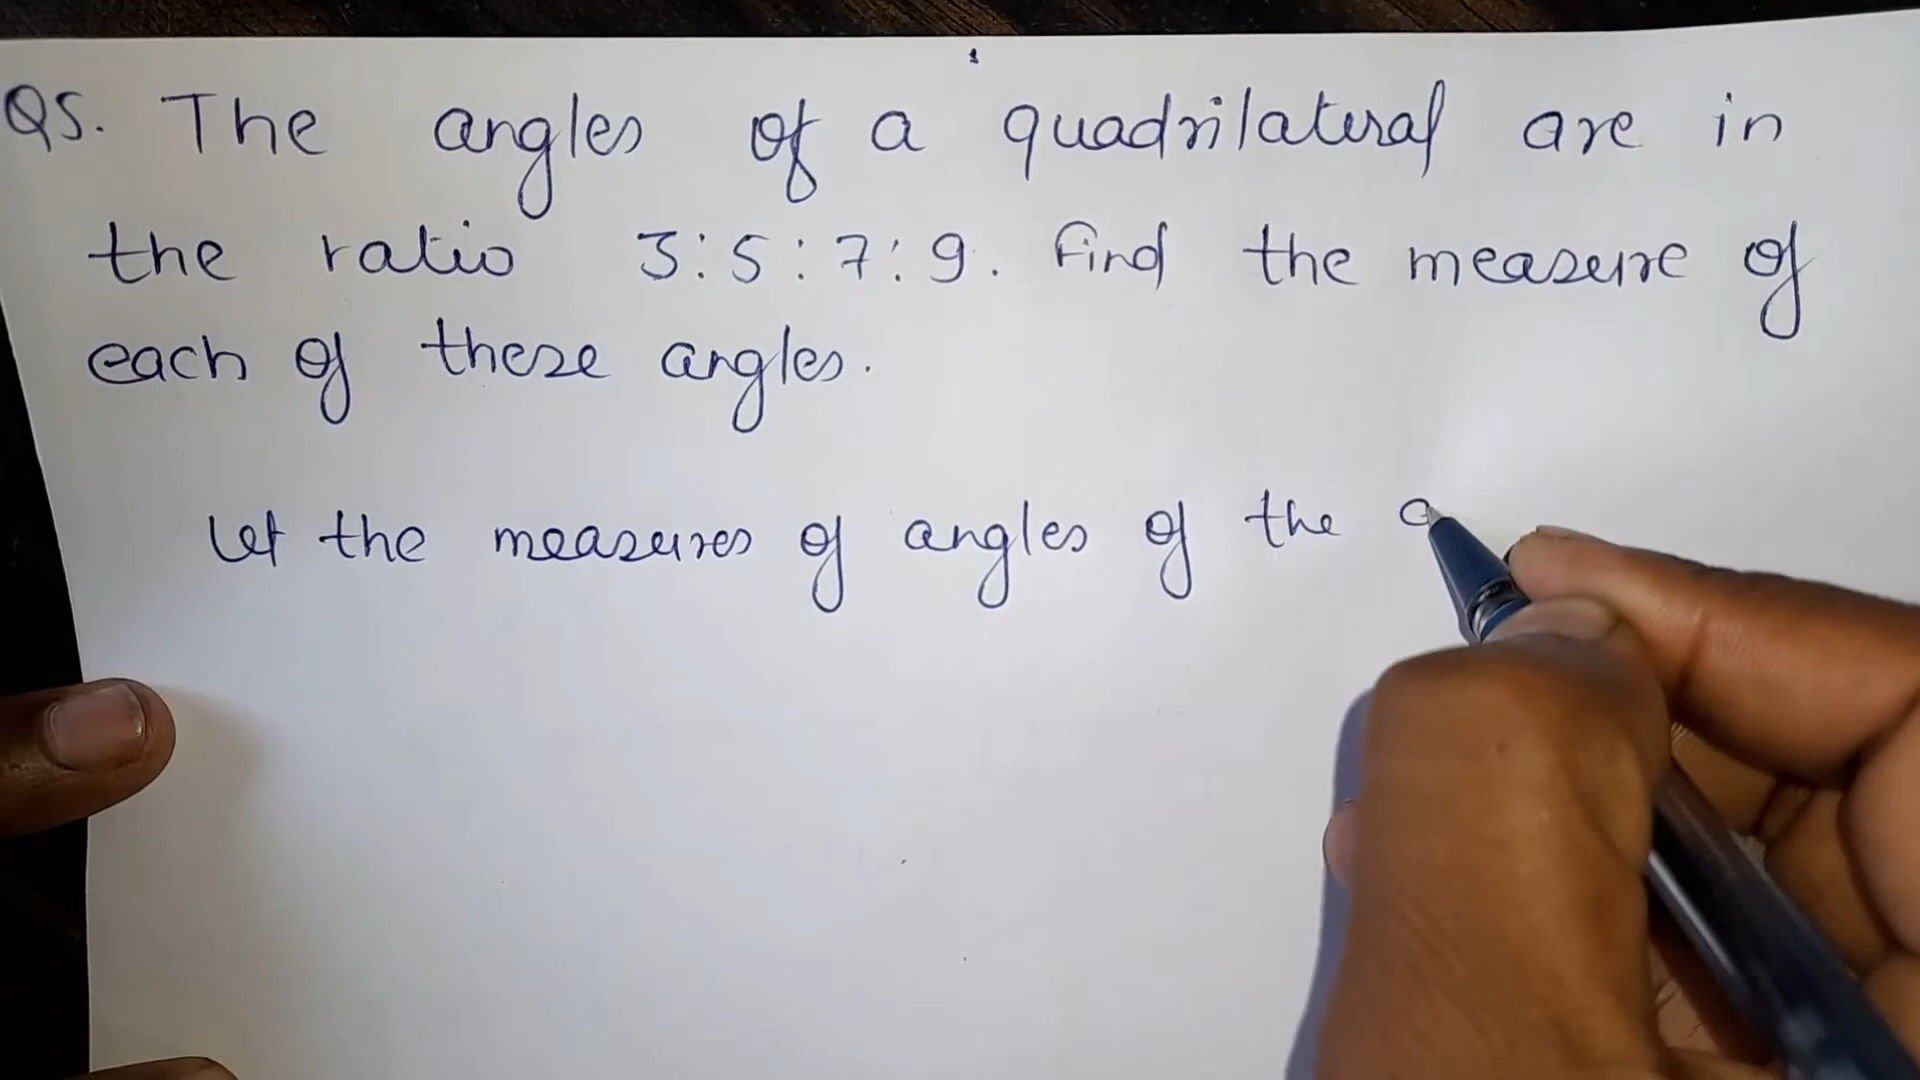 Q5. The angles of a quadrilateral are in
the ratio 3:5:7:9. Find the measure of
each of these angles.
Let the measures of angles of the